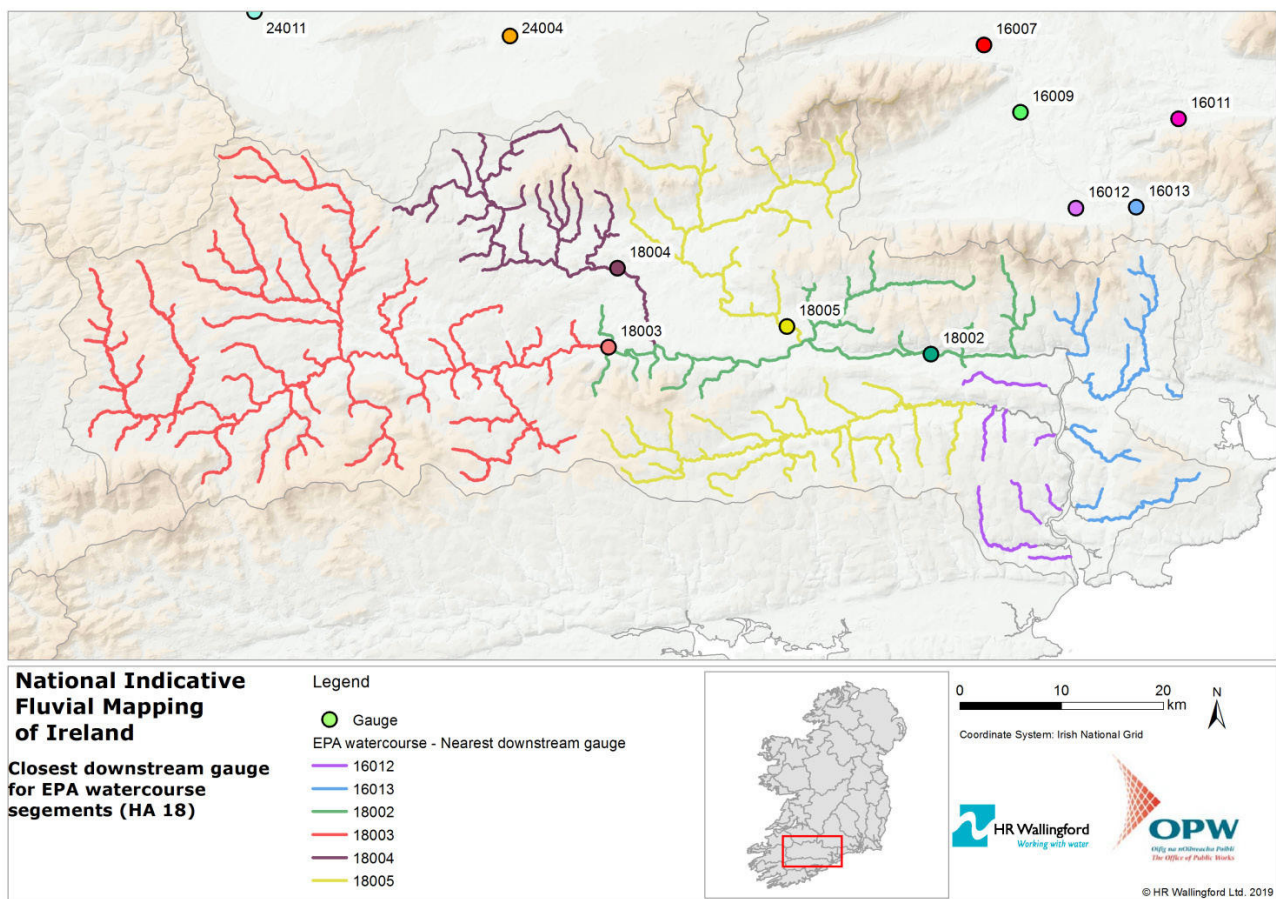 24011
24004
16007
16009
16011
16012
16013
18004
18005
18003
18002
National Indicative
Fluvial Mapping
of Ireland
Closest downstream gauge
for EPA watercourse
segements (HA 18)
Legend
Gauge
EPA watercourse - Nearest downstream gauge
16012
16013
18002
18003
18004
18005
0 10 20
km
N
Coordinate System: Irish National Grid
HR Wallingford
Working with water
OPW
Oifig na nOibreacha Poiblí
The Office of Public Works
© HR Wallingford Ltd. 2019